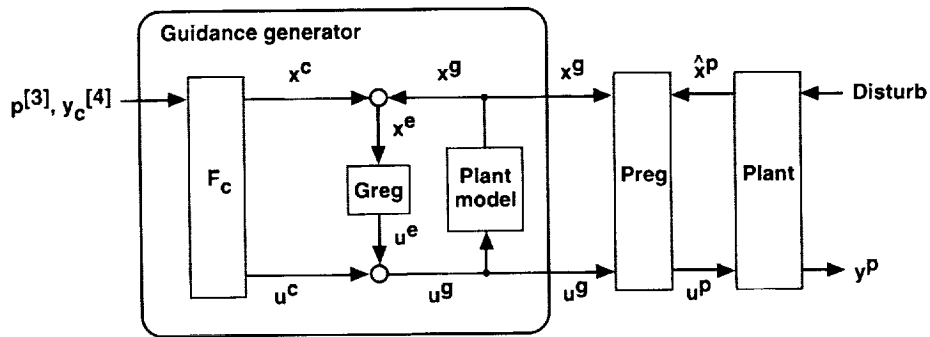 Guidance generator
p[3], yc[4]
Fc
xc
xg
xe
Greg
ue
uc
ug
Plant
model
xg
ug
Preg
x̂p
up
Plant
Disturb
yp